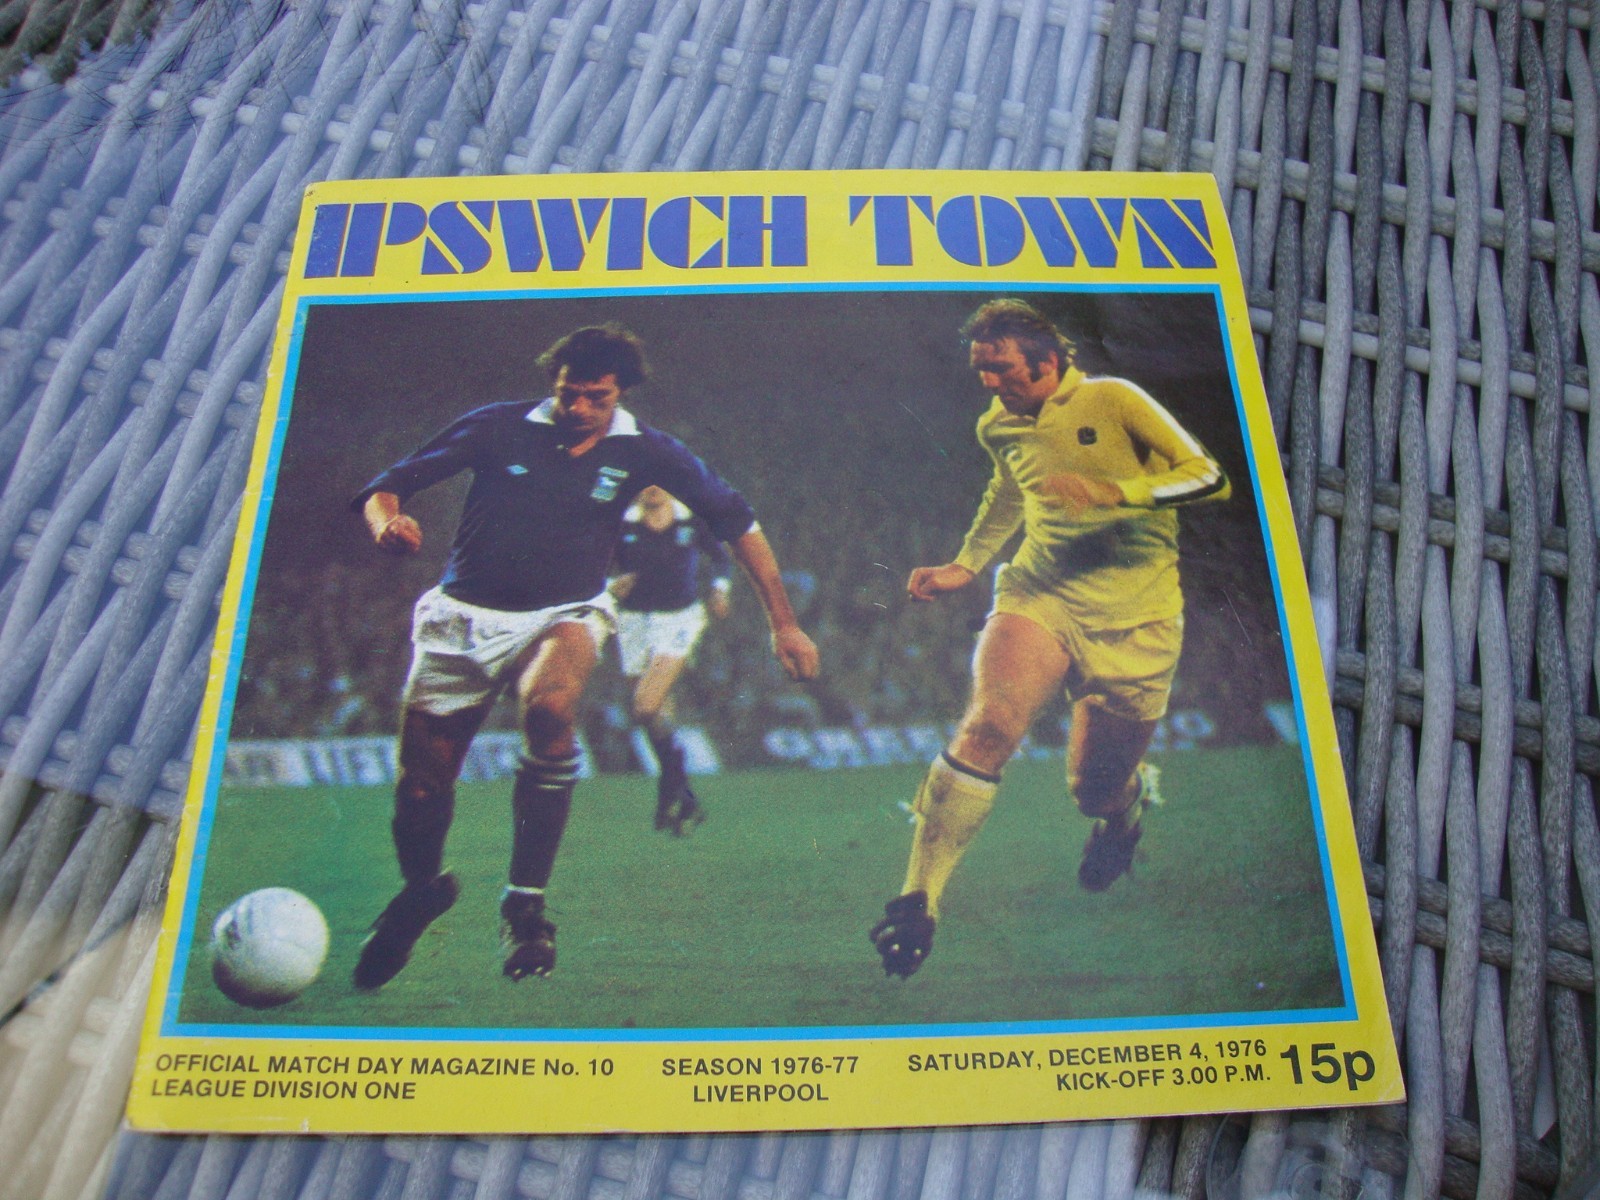 IPSWICH TOWN
OFFICIAL MATCH DAY MAGAZINE No. 10
LEAGUE DIVISION ONE
SEASON 1976-77
LIVERPOOL
SATURDAY, DECEMBER 4, 1976
KICK-OFF 3.00 P.M.
15p